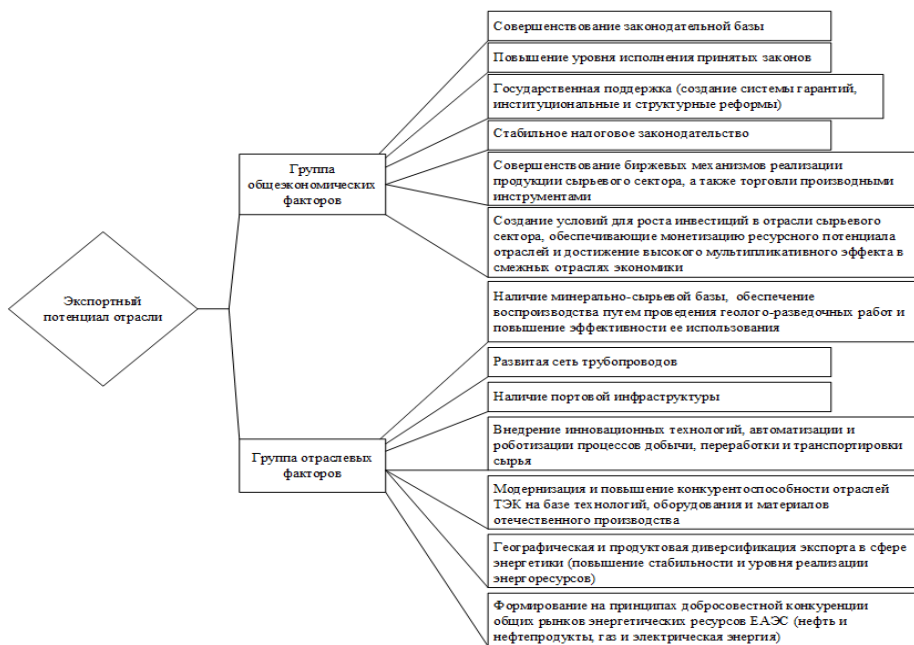 Совершенствование законодательной базы
Повышение уровня исполнения принятых законов
Государственная поддержка (создание системы гарантий,
институциональные и структурные реформы)
Стабильное налоговое законодательство
Группа
общеэкономических
факторов
Совершенствование биржевых механизмов реализации
продукции сырьевого сектора, а также торговли производными
инструментами
Создание условий для роста инвестиций в отрасли сырьевого
сектора, обеспечивающие монетизацию ресурсного потенциала
отраслей и достижение высокого мультипликативного эффекта в
смежных отраслях экономики
Экспортный
потенциал отрасли
Наличие минерально-сырьевой базы, обеспечение
воспроизводства путем проведения геолого-разведочных работ и
повышение эффективности ее использования
Развитая сеть трубопроводов
Наличие портовой инфраструктуры
Группа отраслевых
факторов
Внедрение инновационных технологий, автоматизации и
роботизации процессов добычи, переработки и транспортировки
сырья
Модернизация и повышение конкурентоспособности отраслей
ТЭК на базе технологий, оборудования и материалов
отечественного производства
Географическая и продуктовая диверсификация экспорта в сфере
энергетики (повышение стабильности и уровня реализации
энергоресурсов)
Формирование на принципах добросовестной конкуренции
общих рынков энергетических ресурсов ЕАЭС (нефть и
нефтепродукты, газ и электрическая энергия)